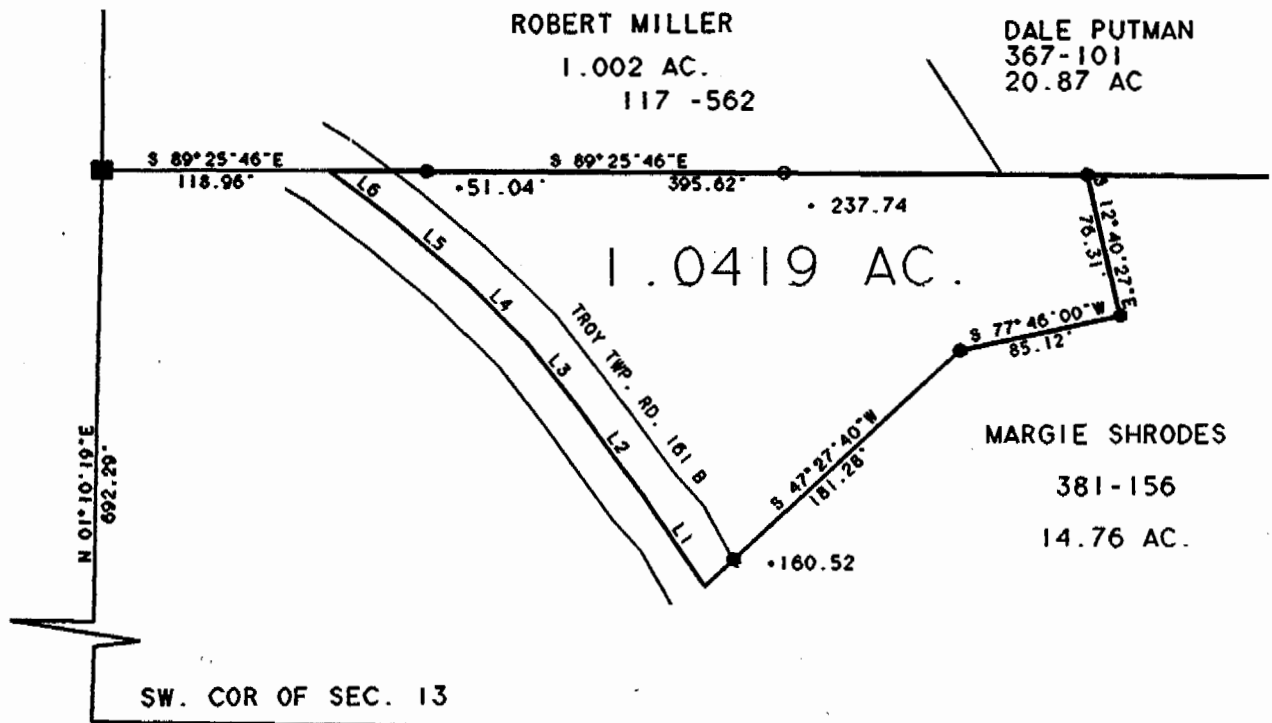 ROBERT MILLER
1.002 AC.
117 -562
DALE PUTMAN
367-101
20.87 AC
S 89°25'46"E
118.96'
•51.04'
S 89°25'46"E
395.62'
• 237.74
S 12°40'27"E
76.31'
1.0419 AC.
S 77°46'00"W
85.12'
L6
L5
L4
L3
L2
L1
TROY TWP. RD. 161 B
S 47°27'40"W
181.28'
•160.52
MARGIE SHRODES
381-156
14.76 AC.
N 01°10'19"E
692.29'
SW. COR OF SEC. 13